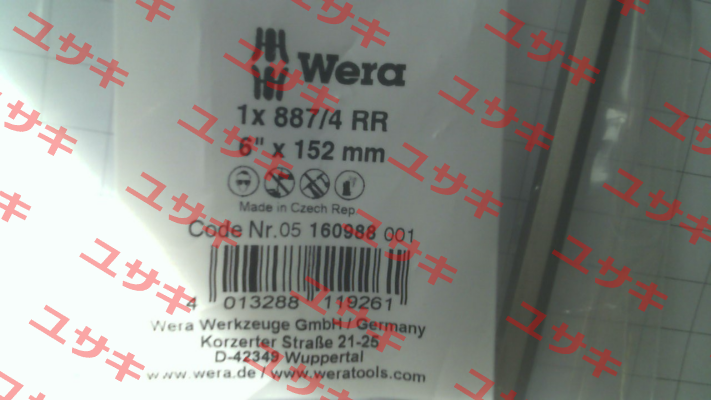 Wera
1x 887/4 RR
6" x 152 mm
Made in Czech Rep
Code Nr.05 160988 001
4 013288 119261
Wera Werkzeuge GmbH / Germany
Korzerter Straße 21-25
D-42349 Wuppertal
www.wera.de / www.weratools.com
ユサキ